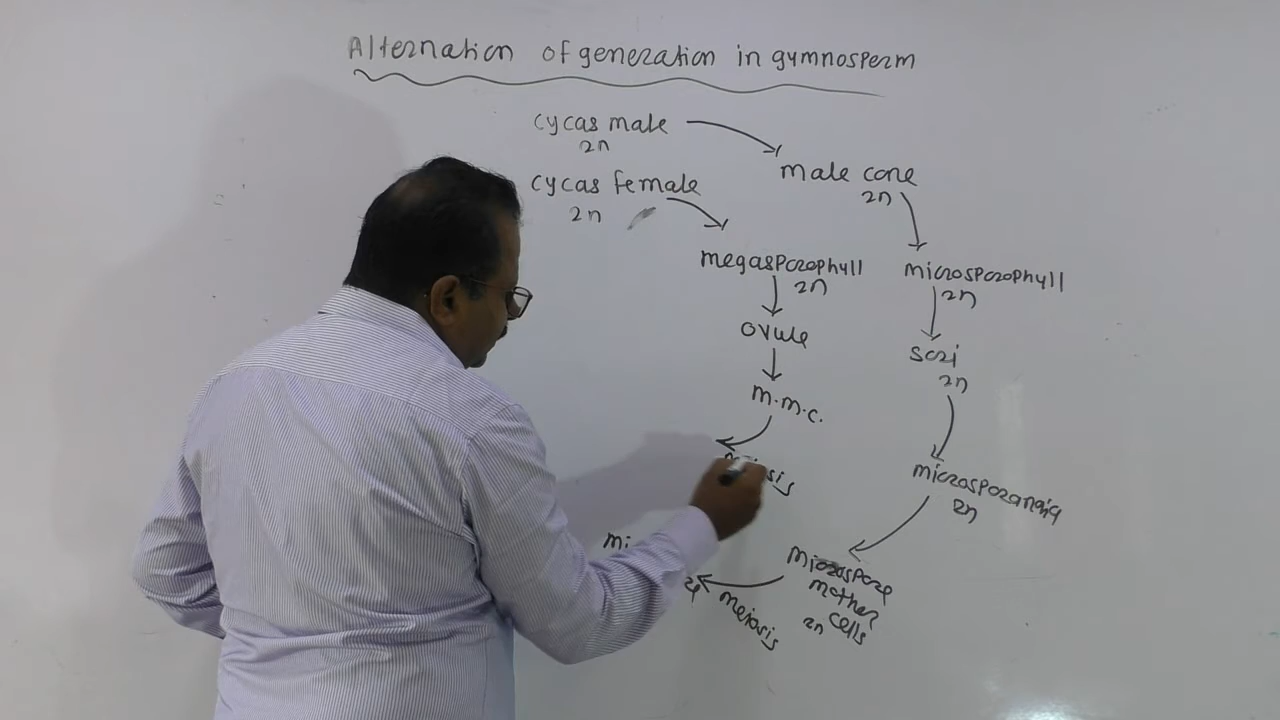 Alternation of generation in gymnosperm
cycas male
2n
male cone
2n
cycas female
2n
megasporophyll
2n
microsporophyll
2n
ovule
sori
2n
m.m.c.
microsporangia
2n
microspore
mother
cells
2n
meiosis